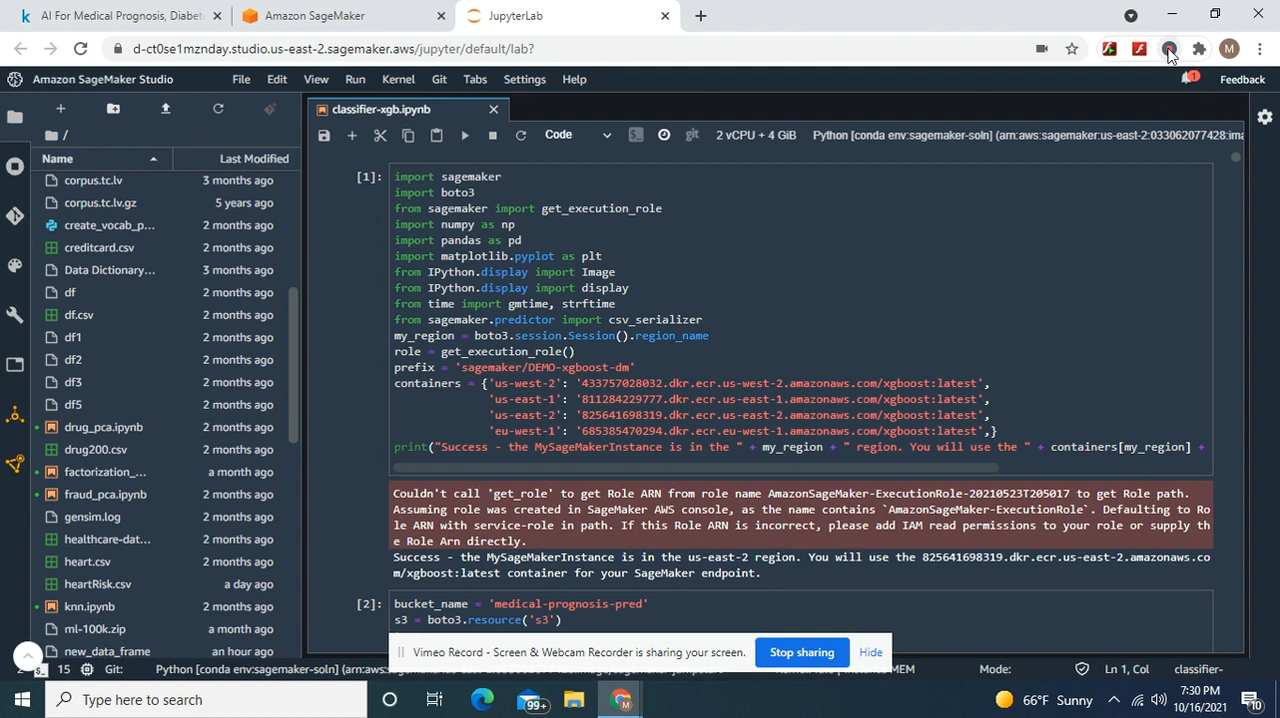 AI For Medical Prognosis, Diabet
Amazon SageMaker
JupyterLab
d-ct0se1mznday.studio.us-east-2.sagemaker.aws/jupyter/default/lab?
M
Amazon SageMaker Studio
File Edit View Run Kernel Git Tabs Settings Help
1
Feedback
classifier-xgb.ipynb
Code
git
2 vCPU + 4 GiB
Python [conda env:sagemaker-soln] (arn:aws:sagemaker:us-east-2:033062077428:ima
/
Name Last Modified
corpus.tc.lv 3 months ago
corpus.tc.lv.gz 5 years ago
create_vocab_p... 2 months ago
creditcard.csv 2 months ago
Data Dictionary... 3 months ago
df 2 months ago
df.csv 2 months ago
df1 2 months ago
df2 2 months ago
df3 2 months ago
df5 2 months ago
drug_pca.ipynb 2 months ago
drug200.csv 2 months ago
factorization_... a month ago
fraud_pca.ipynb 2 months ago
gensim.log 2 months ago
healthcare-dat... 2 months ago
heart.csv 2 months ago
heartRisk.csv a day ago
knn.ipynb 2 months ago
ml-100k.zip 2 months ago
new_data_frame an hour ago
[1]:
import sagemaker
import boto3
from sagemaker import get_execution_role
import numpy as np
import pandas as pd
import matplotlib.pyplot as plt
from IPython.display import Image
from IPython.display import display
from time import gmtime, strftime
from sagemaker.predictor import csv_serializer
my_region = boto3.session.Session().region_name
role = get_execution_role()
prefix = 'sagemaker/DEMO-xgboost-dm'
containers = {'us-west-2': '433757028032.dkr.ecr.us-west-2.amazonaws.com/xgboost:latest',
'us-east-1': '811284229777.dkr.ecr.us-east-1.amazonaws.com/xgboost:latest',
'us-east-2': '825641698319.dkr.ecr.us-east-2.amazonaws.com/xgboost:latest',
'eu-west-1': '685385470294.dkr.ecr.eu-west-1.amazonaws.com/xgboost:latest',}
print("Success - the MySageMakerInstance is in the " + my_region + " region. You will use the " + containers[my_region] +
Couldn't call 'get_role' to get Role ARN from role name AmazonSageMaker-ExecutionRole-20210523T205017 to get Role path.
Assuming role was created in SageMaker AWS console, as the name contains `AmazonSageMaker-ExecutionRole`. Defaulting to Ro
le ARN with service-role in path. If this Role ARN is incorrect, please add IAM read permissions to your role or supply th
e Role Arn directly.
Success - the MySageMakerInstance is in the us-east-2 region. You will use the 825641698319.dkr.ecr.us-east-2.amazonaws.co
m/xgboost:latest container for your SageMaker endpoint.
[2]:
bucket_name = 'medical-prognosis-pred'
s3 = boto3.resource('s3')
Vimeo Record - Screen & Webcam Recorder is sharing your screen.
Stop sharing
Hide
15
Git:
Python [conda env:sagemaker-soln] (arn:aws
MEM
Mode:
Ln 1, Col
classifier-
Type here to search
99+
M
66°F Sunny
7:30 PM
10/16/2021
10